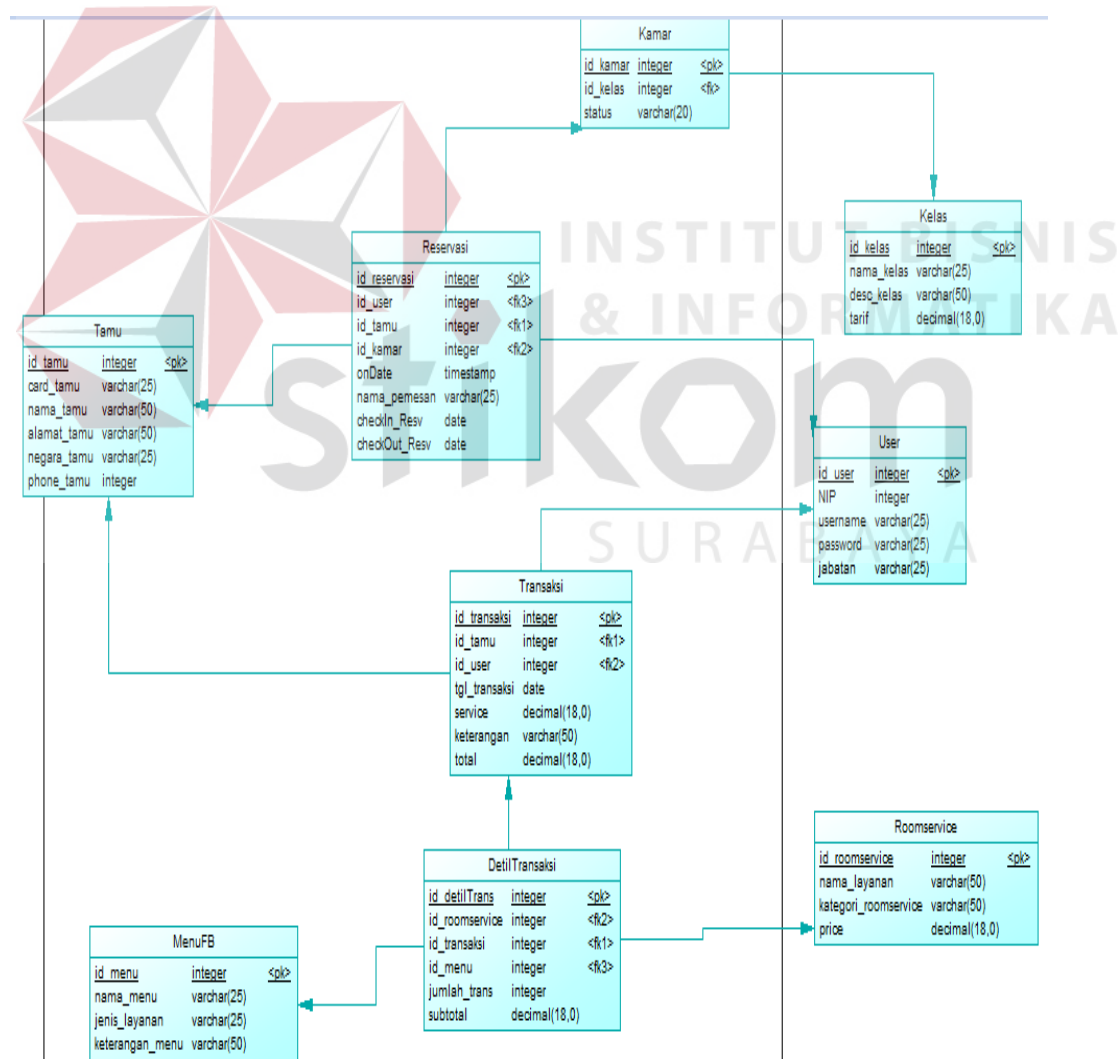 Kamar
id_kamar integer <pk>
id_kelas integer <fk>
status varchar(20)
Kelas
id_kelas integer <pk>
nama_kelas varchar(25)
desc_kelas varchar(50)
tarif decimal(18,0)
INSTITUT BISNIS
& INFORMATIKA
stikom
SURABAYA
Reservasi
id_reservasi integer <pk>
id_user integer <fk3>
id_tamu integer <fk1>
id_kamar integer <fk2>
onDate timestamp
nama_pemesan varchar(25)
checkIn_Resv date
checkOut_Resv date
Tamu
id_tamu integer <pk>
card_tamu varchar(25)
nama_tamu varchar(50)
alamat_tamu varchar(50)
negara_tamu varchar(25)
phone_tamu integer
User
id_user integer <pk>
NIP integer
username varchar(25)
password varchar(25)
jabatan varchar(25)
Transaksi
id_transaksi integer <pk>
id_tamu integer <fk1>
id_user integer <fk2>
tgl_transaksi date
service decimal(18,0)
keterangan varchar(50)
total decimal(18,0)
Roomservice
id_roomservice integer <pk>
nama_layanan varchar(50)
kategori_roomservice varchar(50)
price decimal(18,0)
DetilTransaksi
id_detilTrans integer <pk>
id_roomservice integer <fk2>
id_transaksi integer <fk1>
id_menu integer <fk3>
jumlah_trans integer
subtotal decimal(18,0)
MenuFB
id_menu integer <pk>
nama_menu varchar(25)
jenis_layanan varchar(25)
keterangan_menu varchar(50)